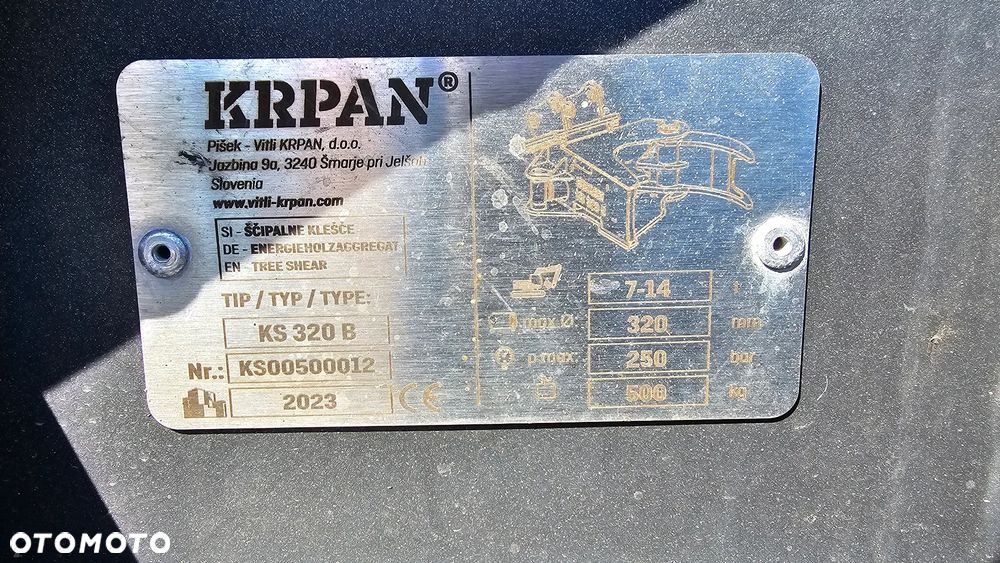 KRPAN®
Pišek - Vitli KRPAN, d.o.o.
Jazbina 9a, 3240 Šmarje pri Jelšah
Slovenia
www.vitli-krpan.com
SI - ŠČIPALNE KLEŠČE
DE - ENERGIEHOLZAGGREGAT
EN - TREE SHEAR
TIP / TYP / TYPE:
KS 320 B
Nr.: KS00500012
2023 CE
7-14 t
max. Ø 320 mm
p max. 250 bar
500 kg
OTOMOTO